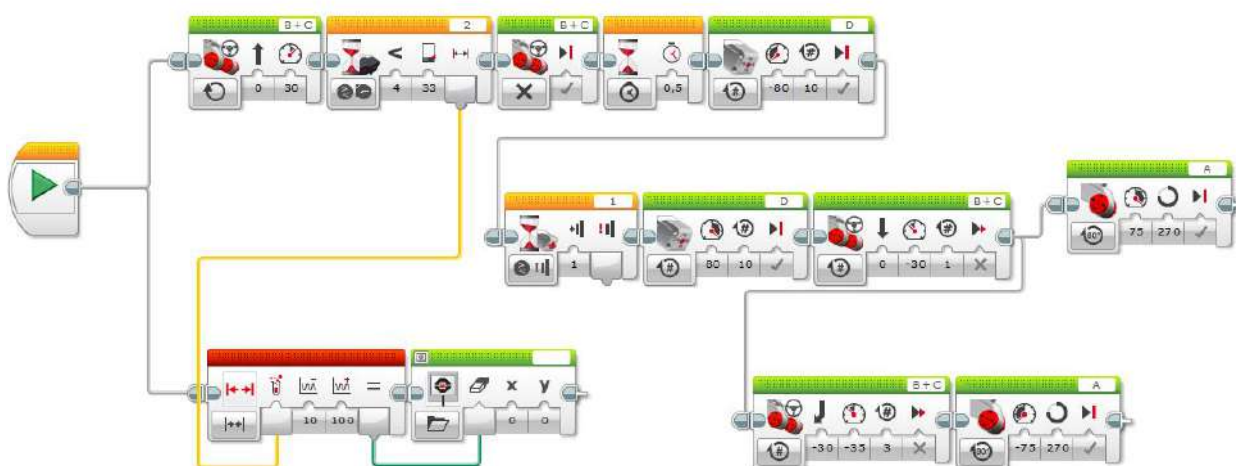 B + C 2 B + C D
0 30 4 33 0,5 -80 10
1 D B + C A
1 80 10 0 -30 1 75 270
B + C A
10 100 = x y 0 0
-30 -35 3 -75 270